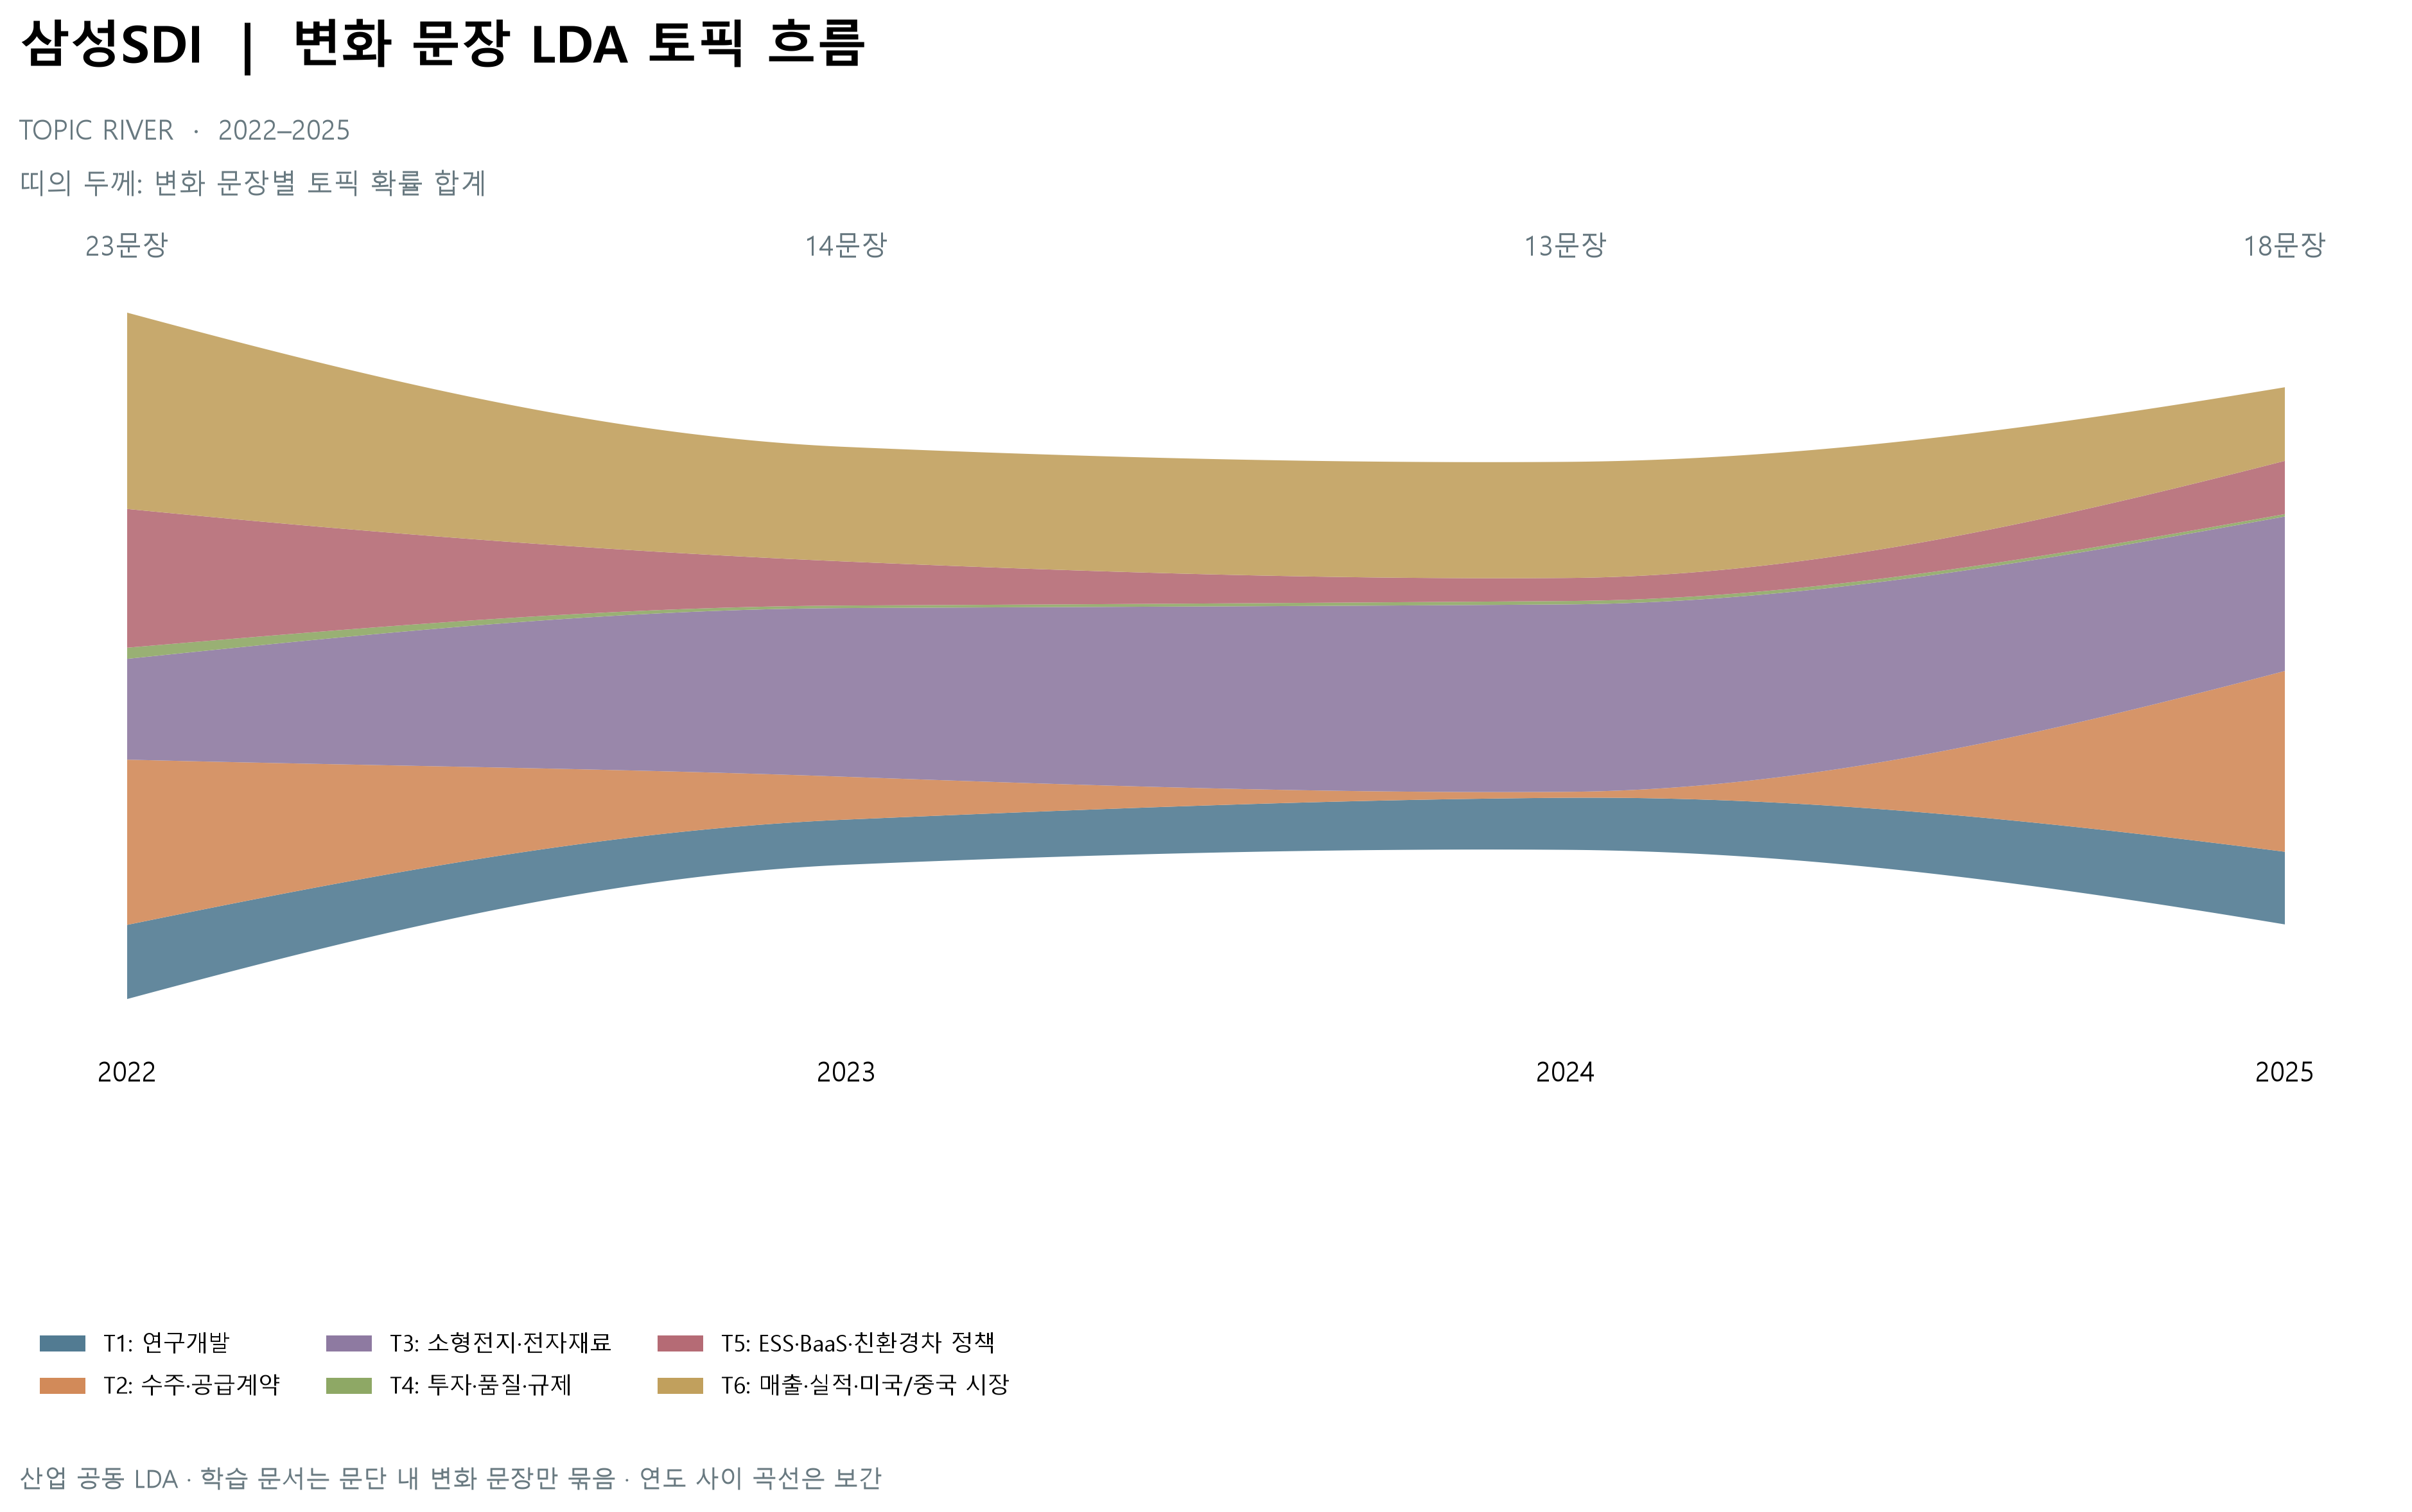 삼성SDI | 변화 문장 LDA 토픽 흐름
TOPIC RIVER · 2022–2025
띠의 두께: 변화 문장별 토픽 확률 합계
23문장 14문장 13문장 18문장
2022 2023 2024 2025
T1: 연구개발 T3: 소형전지·전자재료 T5: ESS·BaaS·친환경차 정책
T2: 수주·공급계약 T4: 투자·품질·규제 T6: 매출·실적·미국/중국 시장
산업 공동 LDA · 학습 문서는 문단 내 변화 문장만 묶음 · 연도 사이 곡선은 보간